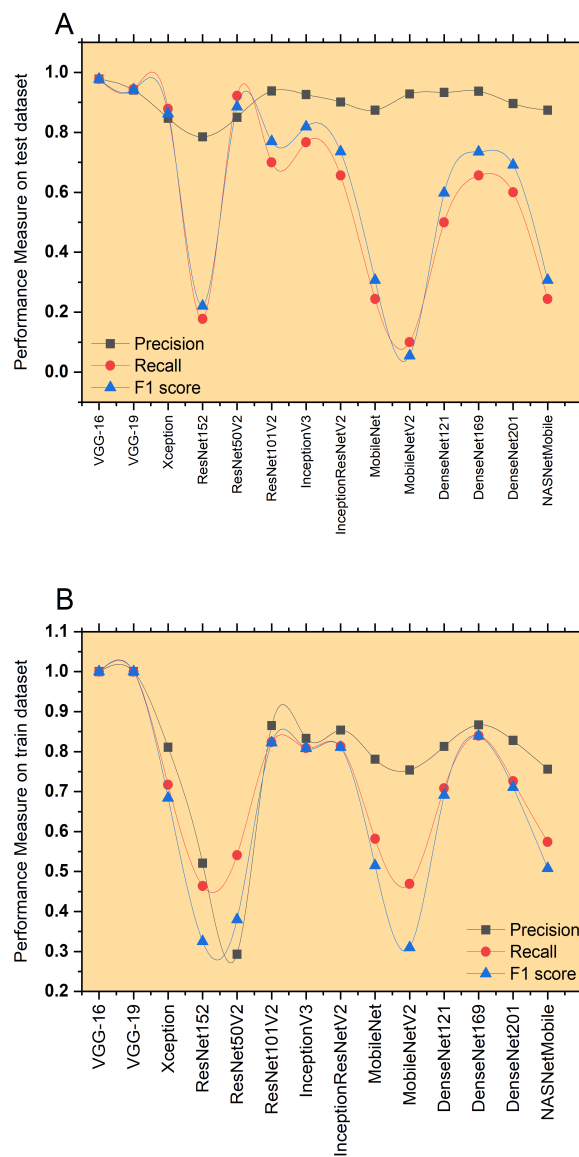 A
Performance Measure on test dataset
1.0
0.8
0.6
0.4
0.2
0.0
Precision
Recall
F1 score
VGG-16
VGG-19
Xception
ResNet152
ResNet50V2
ResNet101V2
InceptionV3
InceptionResNetV2
MobileNet
MobileNetV2
DenseNet121
DenseNet169
DenseNet201
NASNetMobile
B
Performance Measure on train dataset
1.1
1.0
0.9
0.8
0.7
0.6
0.5
0.4
0.3
0.2
Precision
Recall
F1 score
VGG-16
VGG-19
Xception
ResNet152
ResNet50V2
ResNet101V2
InceptionV3
InceptionResNetV2
MobileNet
MobileNetV2
DenseNet121
DenseNet169
DenseNet201
NASNetMobile